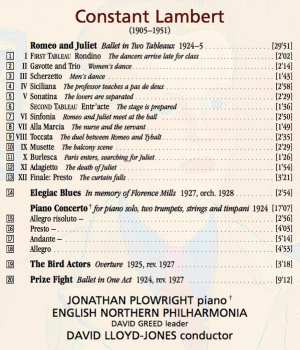 Constant Lambert
(1905–1951)
Romeo and Juliet Ballet in Two Tableaux 1924–5 [29'51]
1 I FIRST TABLEAU Rondino The dancers arrive late for class [2'02]
2 II Gavotte and Trio Women's dance [2'14]
3 III Scherzetto Men's dance [1'45]
4 IV Siciliana The professor teaches a pas de deux [2'58]
5 V Sonatina The lovers are separated [2'29]
6 SECOND TABLEAU Entr'acte The stage is prepared [1'36]
7 VI Sinfonia Romeo and Juliet meet at the ball [2'50]
8 VII Alla Marcia The nurse and the servant [1'49]
9 VIII Toccata The duel between Romeo and Tybalt [2'35]
10 IX Musette The balcony scene [2'29]
11 X Burlesca Paris enters, searching for Juliet [1'26]
12 XI Adagietto The death of Juliet [1'54]
13 XII Finale: Presto The curtain falls [3'21]
14 Elegiac Blues In memory of Florence Mills 1927, orch. 1928 [2'54]
Piano Concerto † for piano solo, two trumpets, strings and timpani 1924 [17'07]
15 Allegro risoluto – [2'56]
16 Presto – [4'03]
17 Andante – [5'14]
18 Allegro [4'53]
19 The Bird Actors Overture 1925, rev. 1927 [3'18]
20 Prize Fight Ballet in One Act 1924, rev. 1927 [9'12]
JONATHAN PLOWRIGHT piano †
ENGLISH NORTHERN PHILHARMONIA
DAVID GREED leader
DAVID LLOYD-JONES conductor